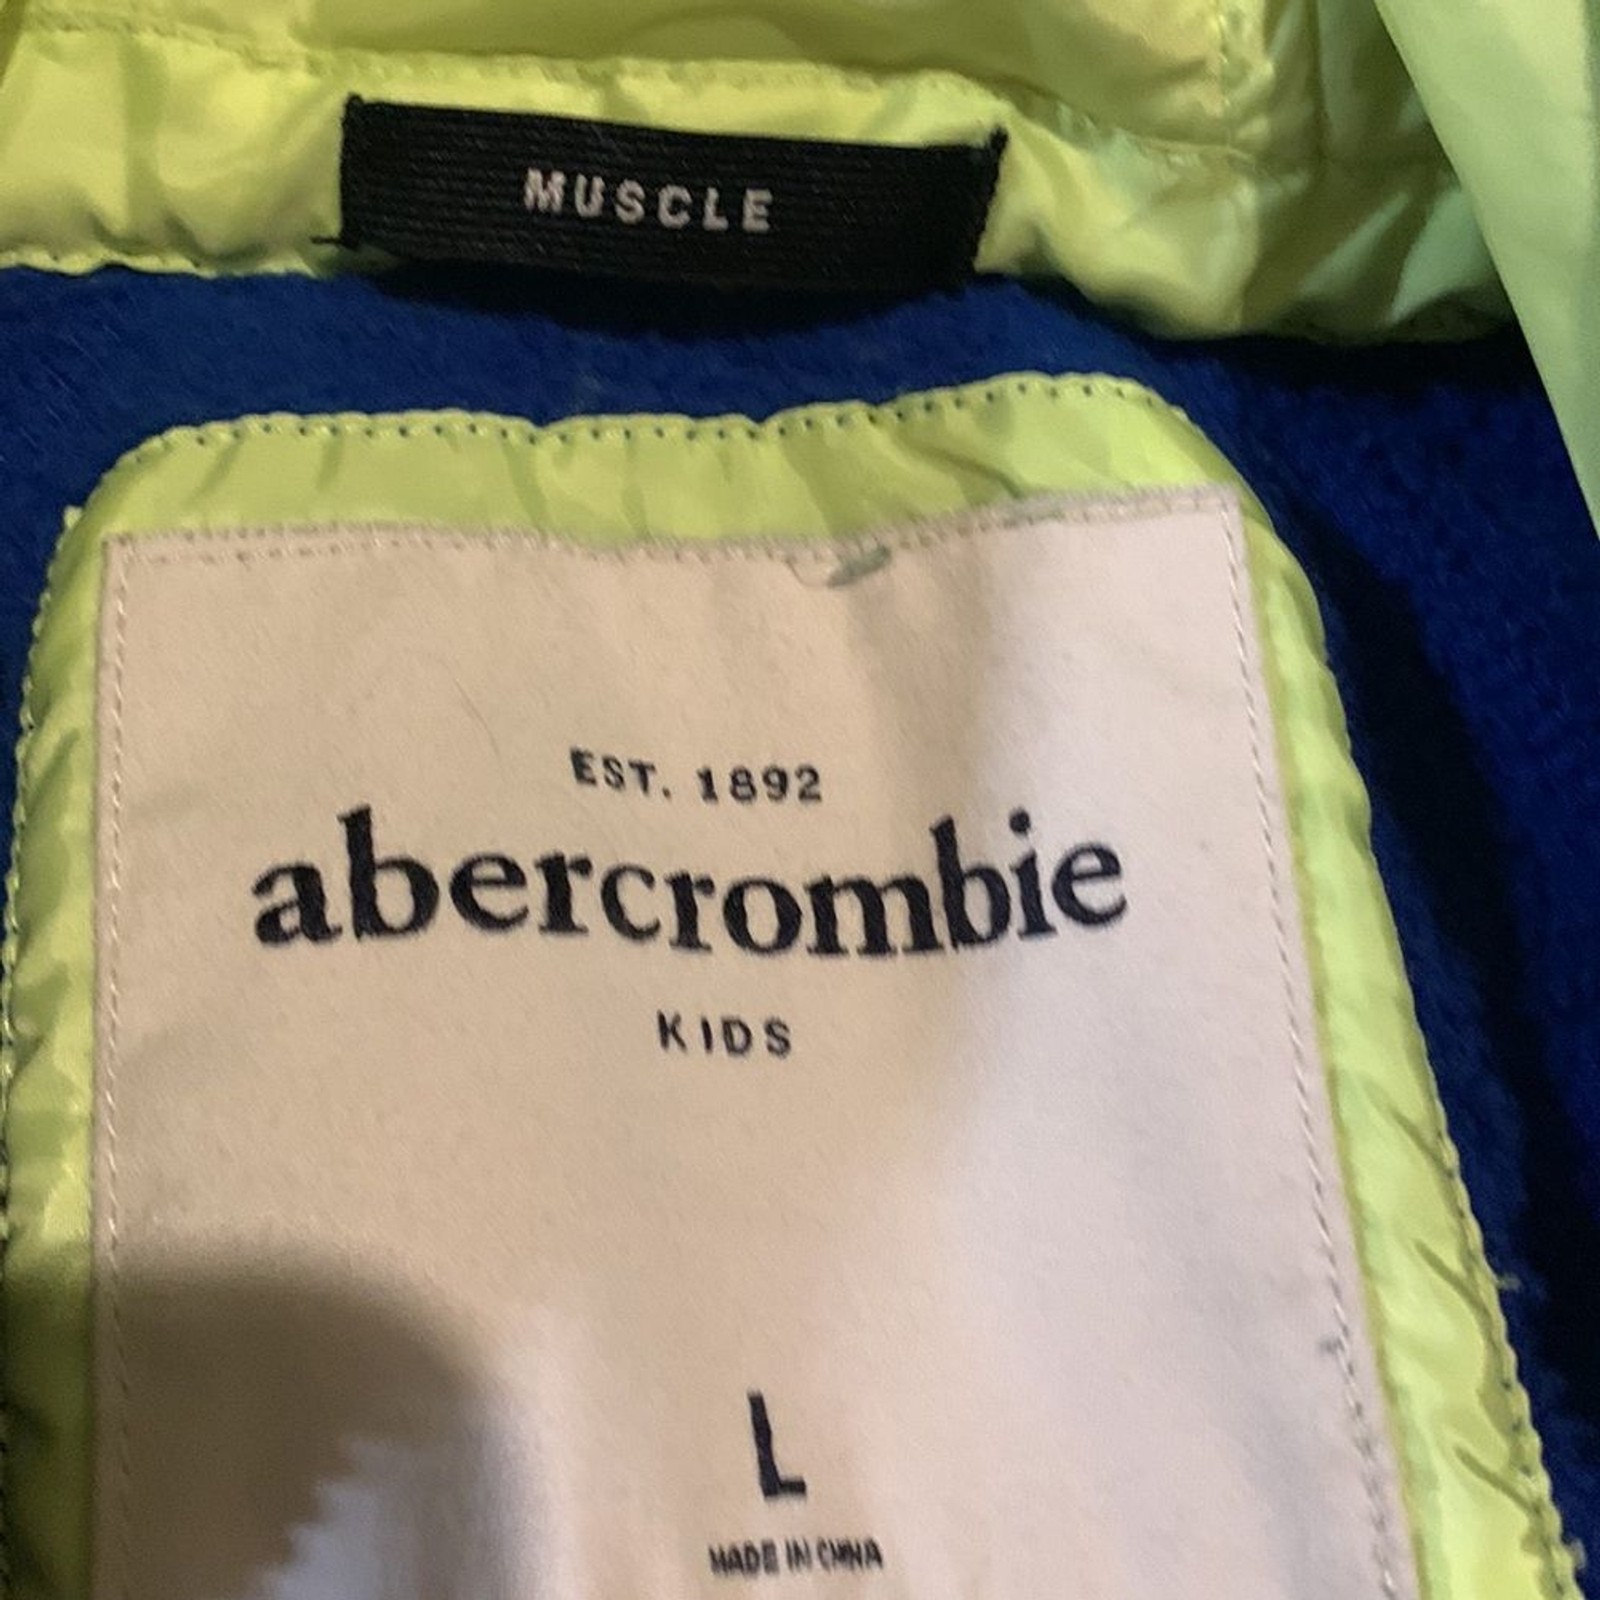 MUSCLE
EST. 1892
abercrombie
KIDS
L
MADE IN CHINA